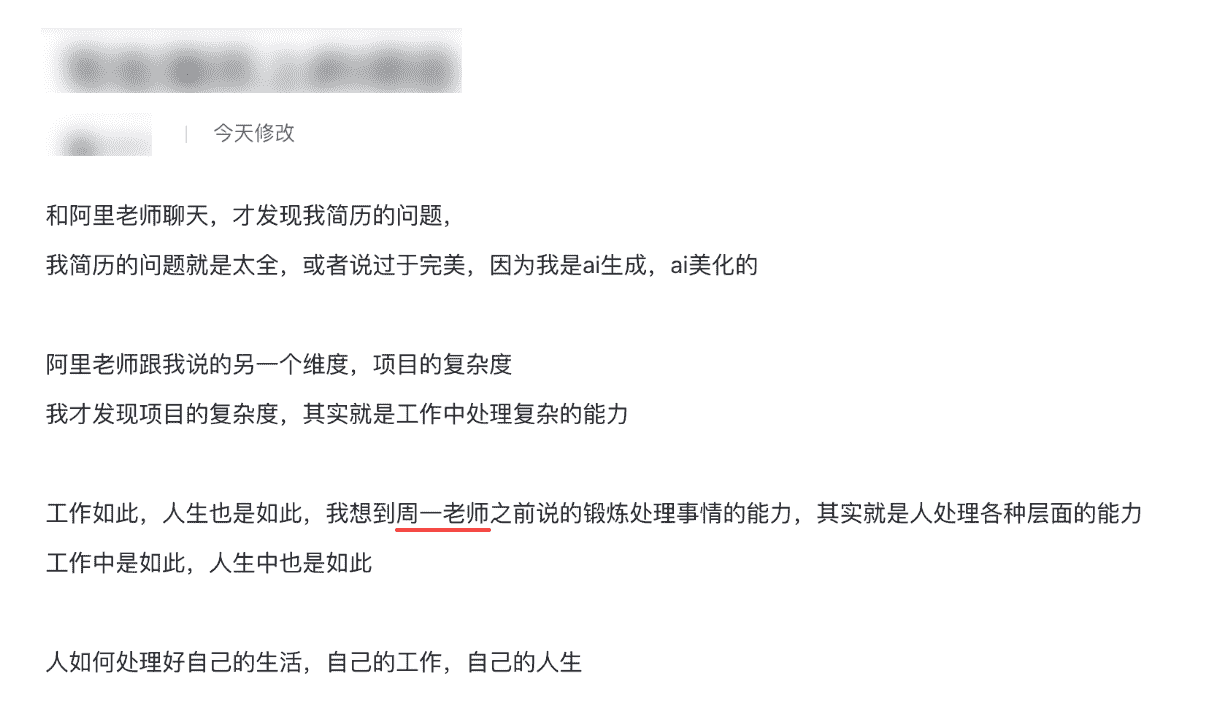 今天修改
和阿里老师聊天，才发现我简历的问题，
我简历的问题就是太全，或者说过于完美，因为我是ai生成，ai美化的
阿里老师跟我说的另一个维度，项目的复杂度
我才发现项目的复杂度，其实就是工作中处理复杂的能力
工作如此，人生也是如此，我想到周一老师之前说的锻炼处理事情的能力，其实就是人处理各种层面的能力
工作中是如此，人生中也是如此
人如何处理好自己的生活，自己的工作，自己的人生